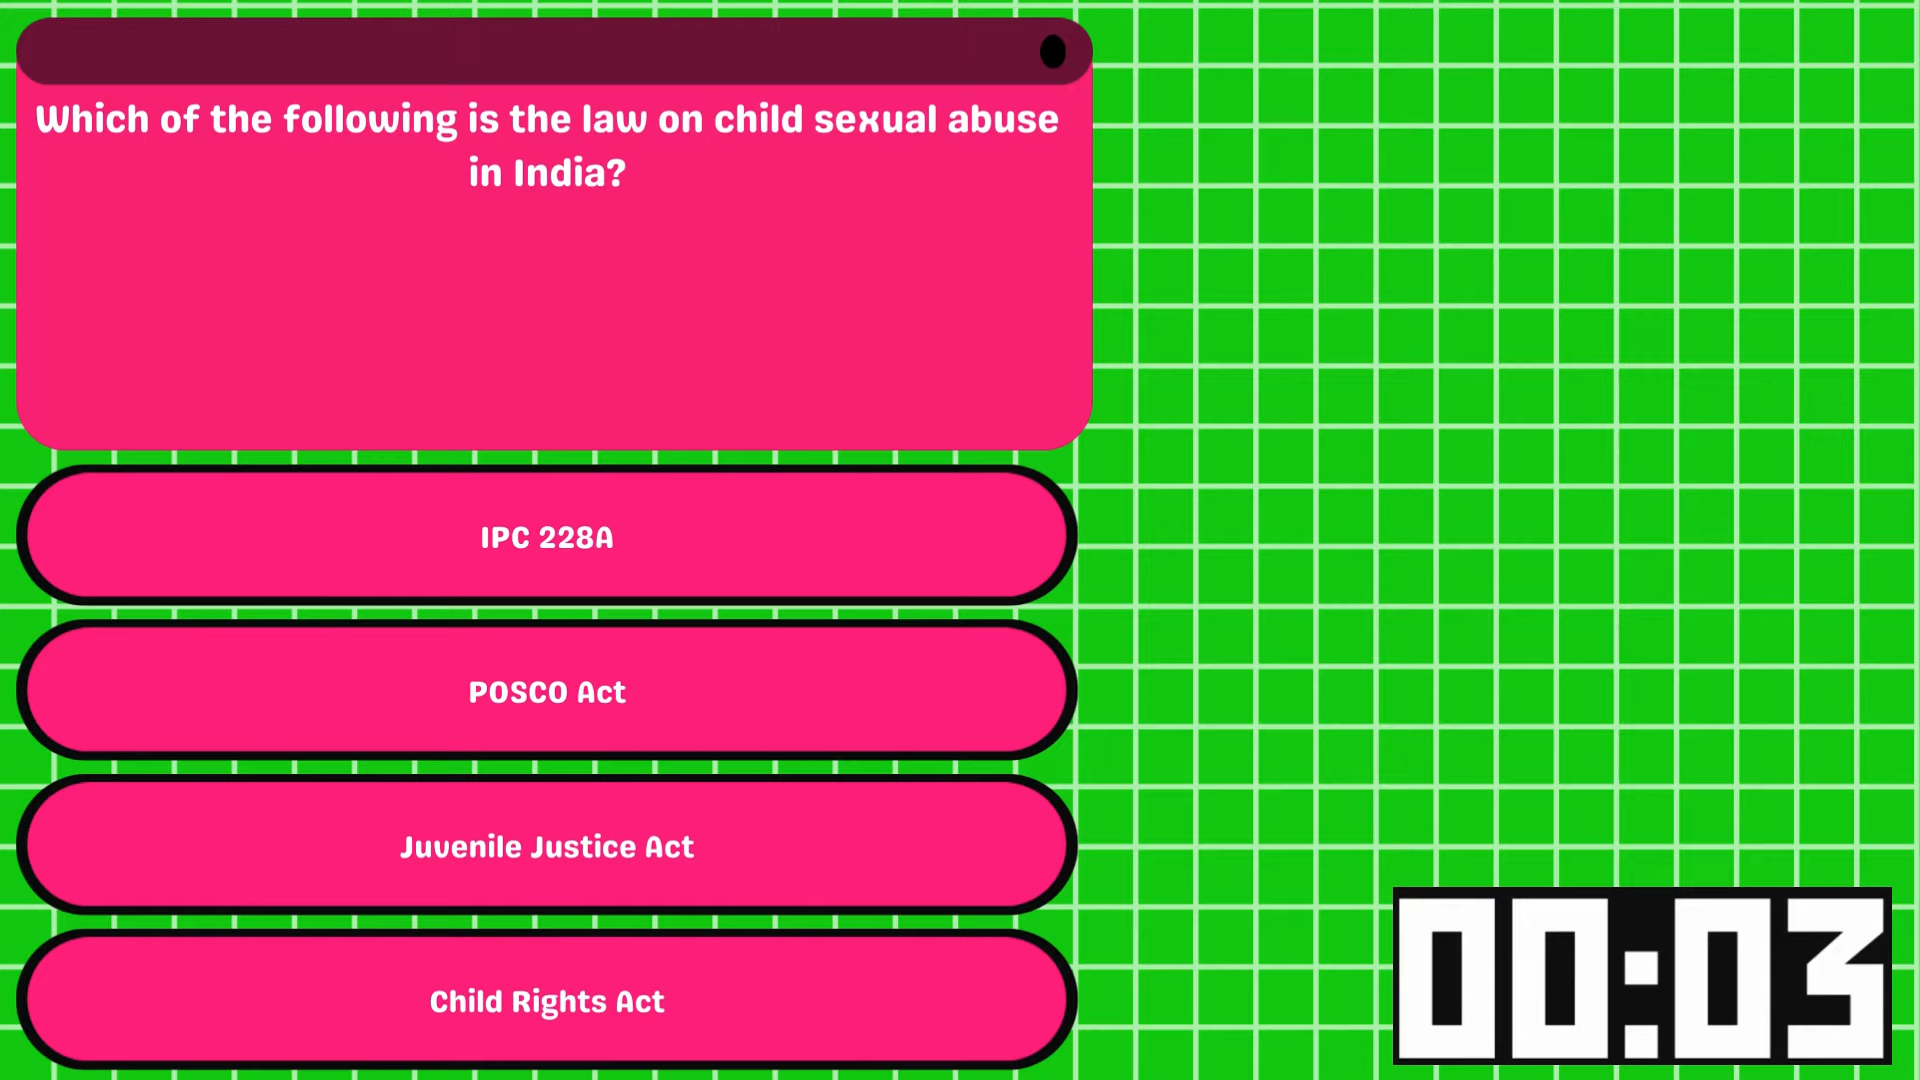 Which of the following is the law on child sexual abuse
in India?
IPC 228A
POSCO Act
Juvenile Justice Act
Child Rights Act
00:03